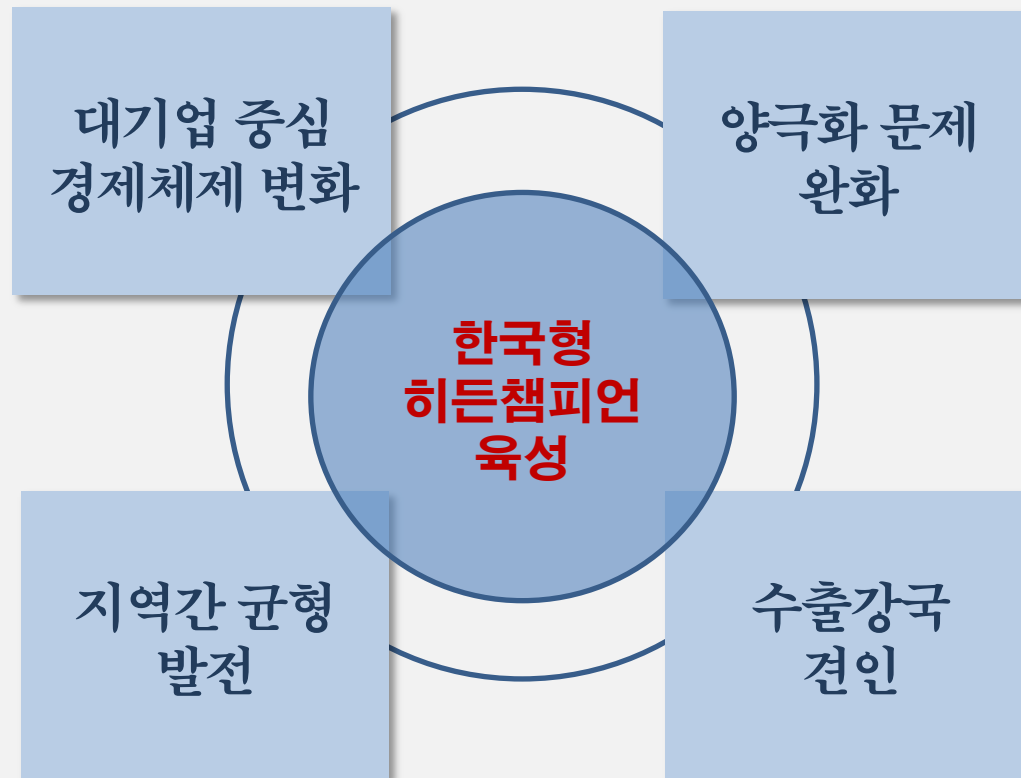 대기업 중심
경제체제 변화
양극화 문제
완화
한국형
히든챔피언
육성
지역간 균형
발전
수출강국
견인